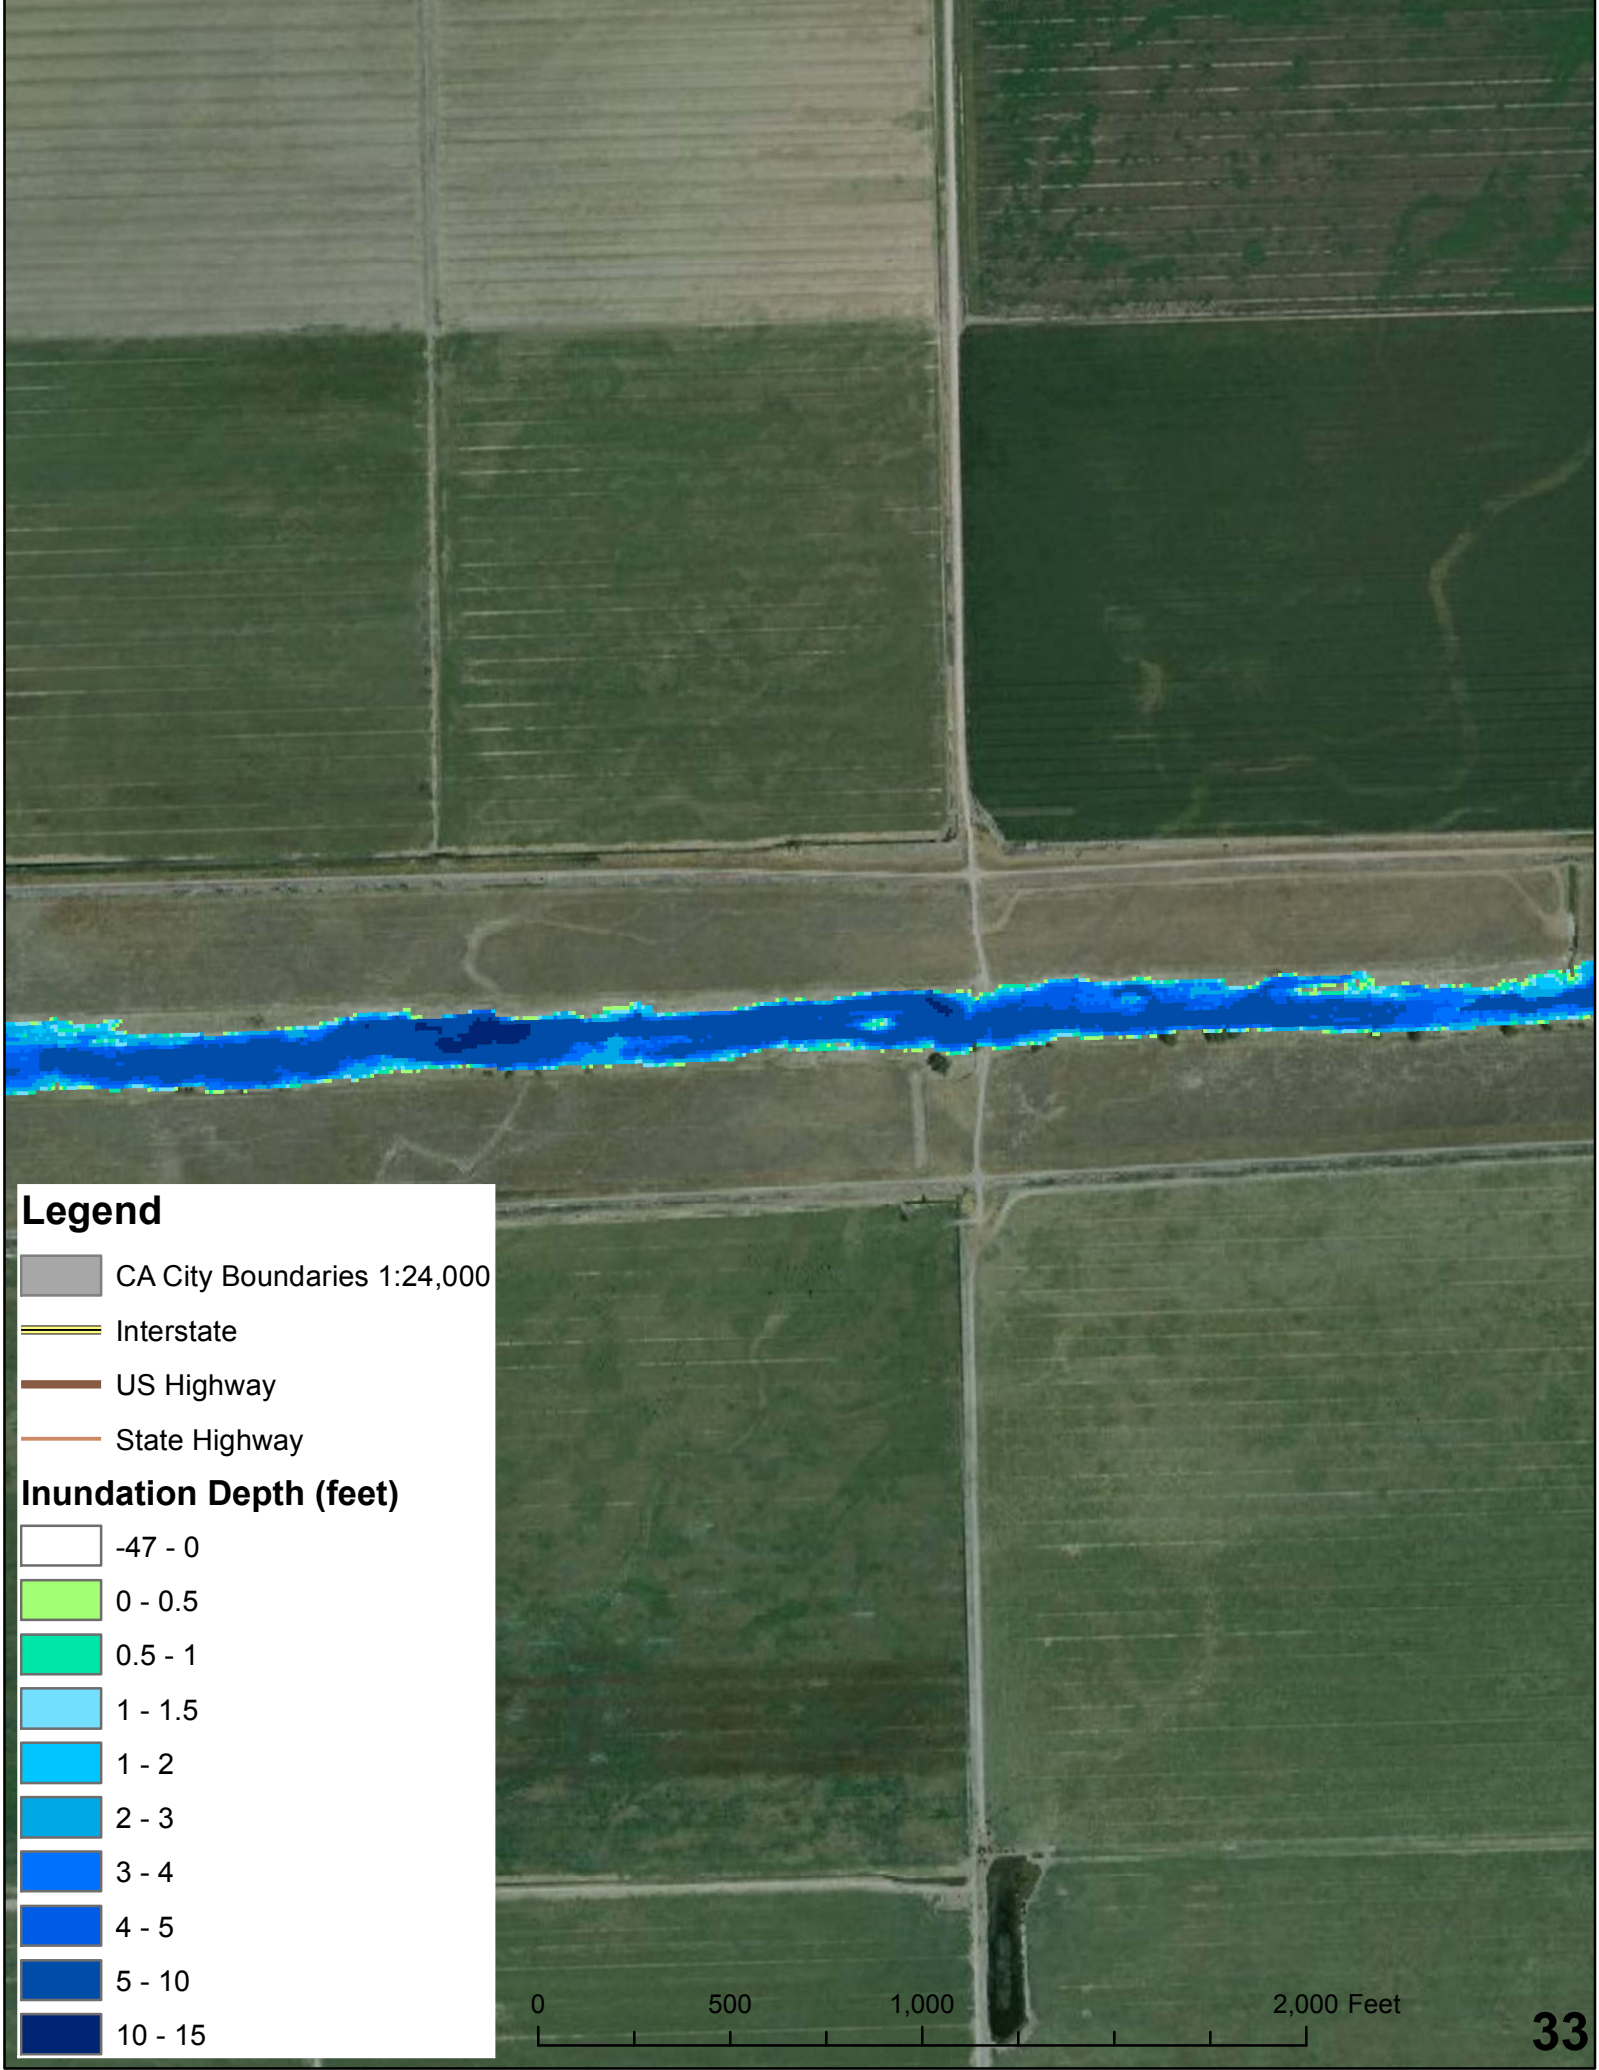 Legend
CA City Boundaries 1:24,000
Interstate
US Highway
State Highway
Inundation Depth (feet)
-47 - 0
0 - 0.5
0.5 - 1
1 - 1.5
1 - 2
2 - 3
3 - 4
4 - 5
5 - 10
10 - 15
0 500 1,000 2,000 Feet
33